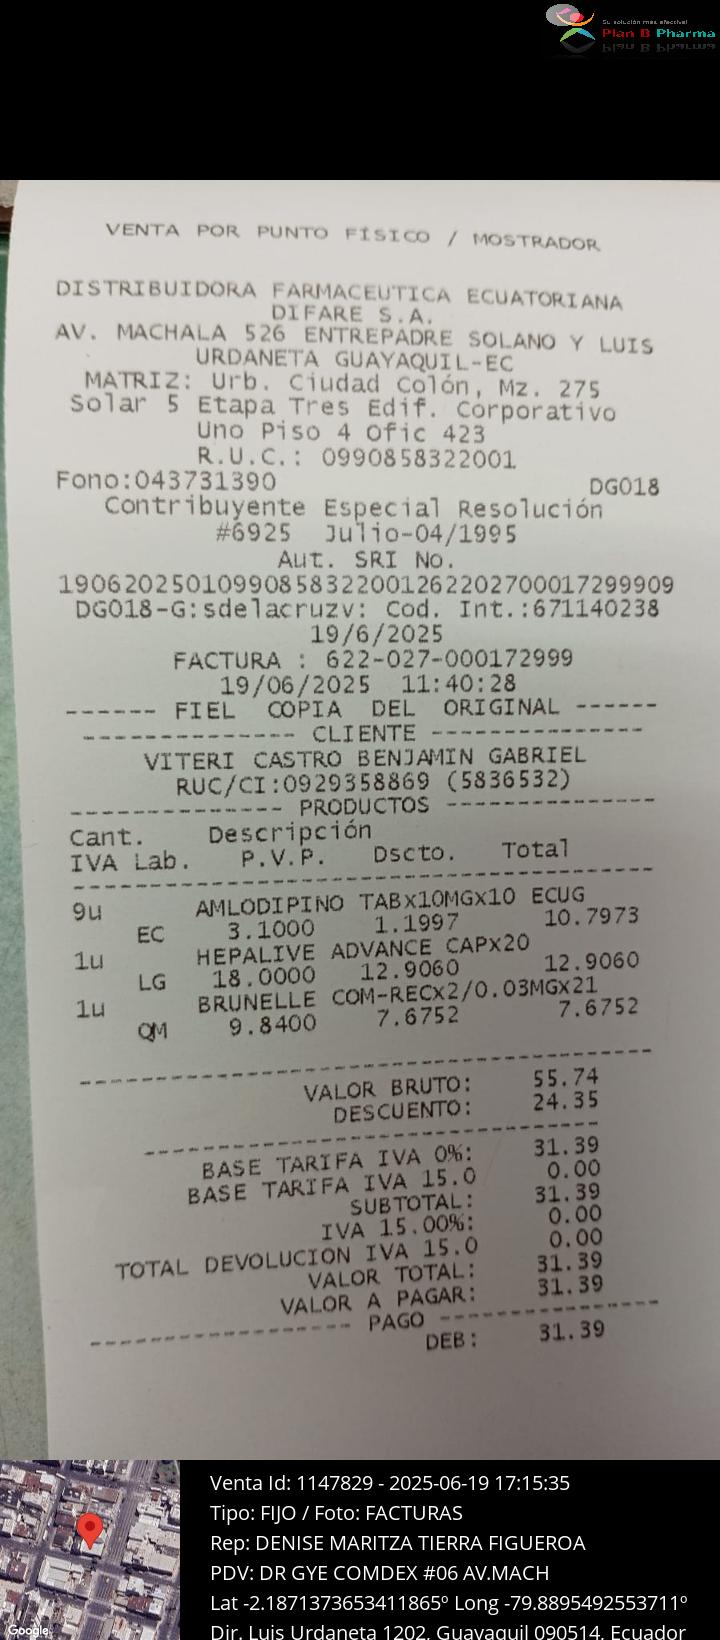 Su solución más efectiva!
Plan B Pharma
VENTA POR PUNTO FÍSICO / MOSTRADOR
DISTRIBUIDORA FARMACEUTICA ECUATORIANA
DIFARE S.A.
AV. MACHALA 526 ENTREPADRE SOLANO Y LUIS
URDANETA GUAYAQUIL-EC
MATRIZ: Urb. Ciudad Colón, Mz. 275
Solar 5 Etapa Tres Edif. Corporativo
Uno Piso 4 Ofic 423
R.U.C.: 0990858322001
Fono:043731390 DG018
Contribuyente Especial Resolución
#6925 Julio-04/1995
Aut. SRI No.
1906202501099085832200126220270001729990​9
DG018-G:sdelacruzv: Cod. Int.:671140238
19/6/2025
FACTURA : 622-027-000172999
19/06/2025 11:40:28
------ FIEL COPIA DEL ORIGINAL ------
-------------- CLIENTE ---------------
VITERI CASTRO BENJAMIN GABRIEL
RUC/CI:0929358869 (5836532)
-------------- PRODUCTOS ---------------
Cant. Descripción
IVA Lab. P.V.P. Dscto. Total
9u AMLODIPINO TABx10MGx10 ECUG
EC 3.1000 1.1997 10.7973
1u HEPALIVE ADVANCE CAPx20
LG 18.0000 12.9060 12.9060
1u BRUNELLE COM-RECx2/0.03MGx21
QM 9.8400 7.6752 7.6752
VALOR BRUTO: 55.74
DESCUENTO: 24.35
BASE TARIFA IVA 0%: 31.39
BASE TARIFA IVA 15.0 0.00
SUBTOTAL: 31.39
IVA 15.00%: 0.00
TOTAL DEVOLUCION IVA 15.0 0.00
VALOR TOTAL: 31.39
VALOR A PAGAR: 31.39
----------------- PAGO ---------------
DEB: 31.39
Venta Id: 1147829 - 2025-06-19 17:15:35
Tipo: FIJO / Foto: FACTURAS
Rep: DENISE MARITZA TIERRA FIGUEROA
PDV: DR GYE COMDEX #06 AV.MACH
Lat -2.1871373653411865º Long -79.8895492553711º
Dir. Luis Urdaneta 1202, Guayaquil 090514, Ecuador
Google